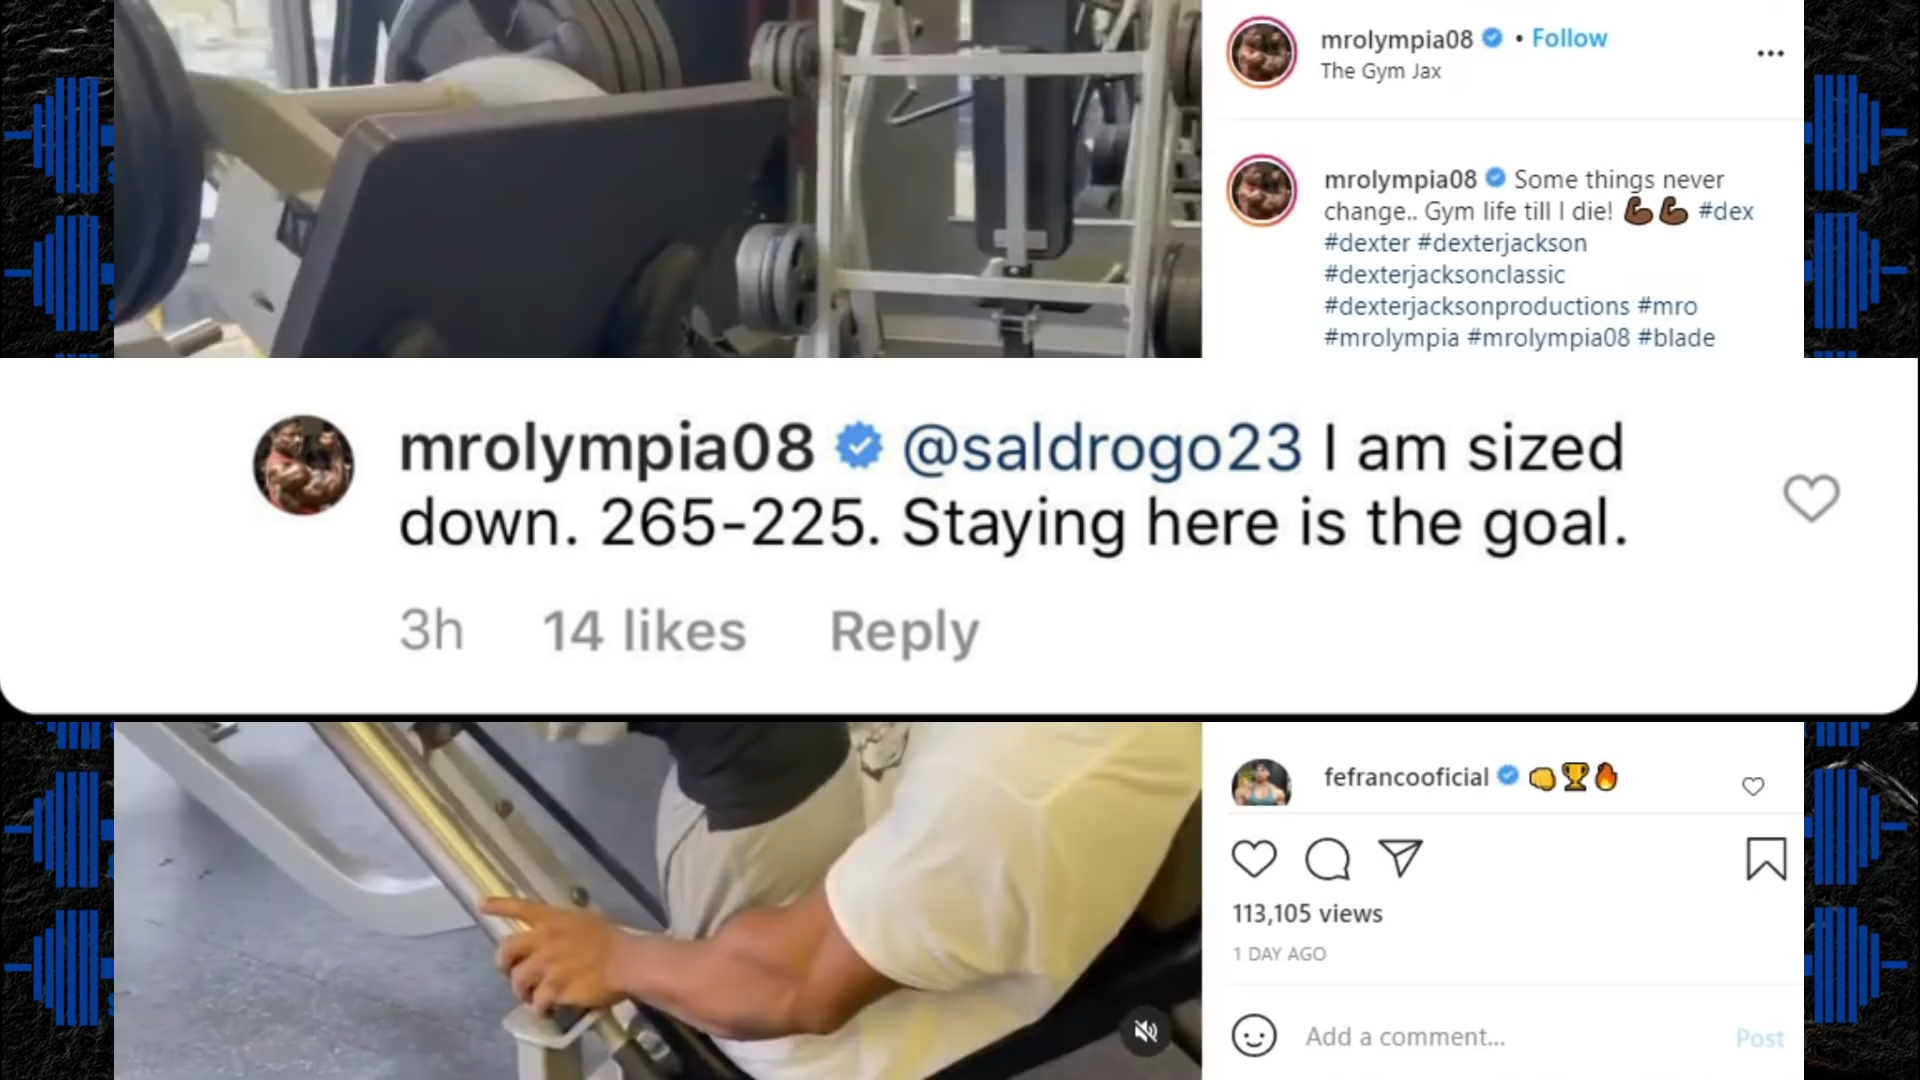 mrolympia08 • Follow
The Gym Jax
•••
mrolympia08 Some things never
change.. Gym life till I die! 💪🏿💪🏿 #dex
#dexter #dexterjackson
#dexterjacksonclassic
#dexterjacksonproductions #mro
#mrolympia #mrolympia08 #blade
mrolympia08 @saldrogo23 I am sized
down. 265-225. Staying here is the goal.
3h 14 likes Reply
fefrancooficial 👊🏆🔥
113,105 views
1 DAY AGO
Add a comment... Post